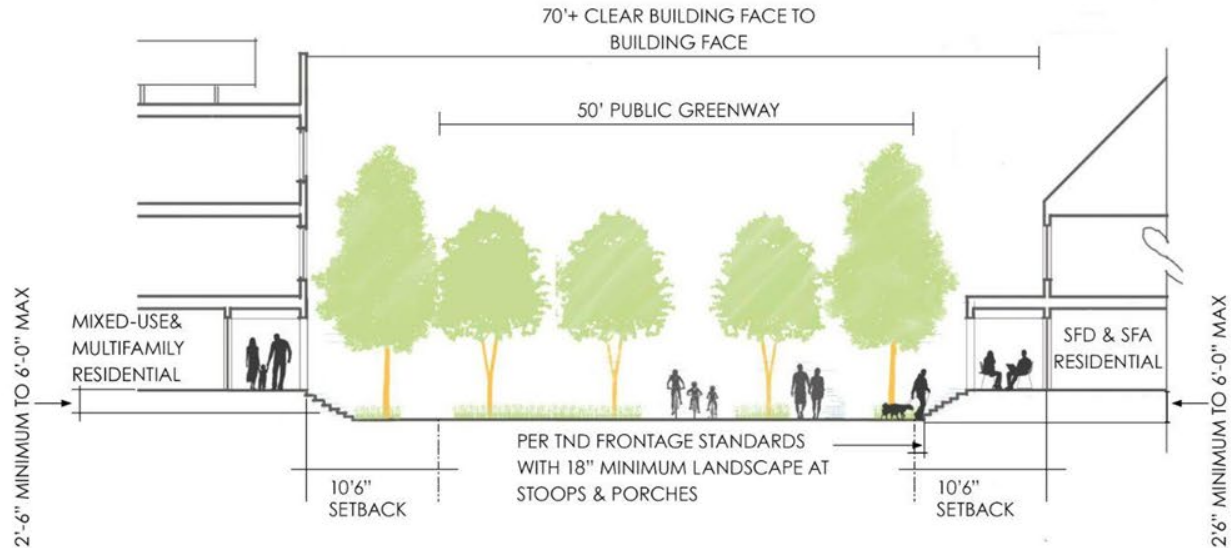 70'+ CLEAR BUILDING FACE TO
BUILDING FACE
50' PUBLIC GREENWAY
MIXED-USE&
MULTIFAMILY
RESIDENTIAL
SFD & SFA
RESIDENTIAL
2'-6" MINIMUM TO 6'-0" MAX
PER TND FRONTAGE STANDARDS
WITH 18" MINIMUM LANDSCAPE AT
STOOPS & PORCHES
10'6"
SETBACK
10'6"
SETBACK
2'6" MINIMUM TO 6'-0" MAX